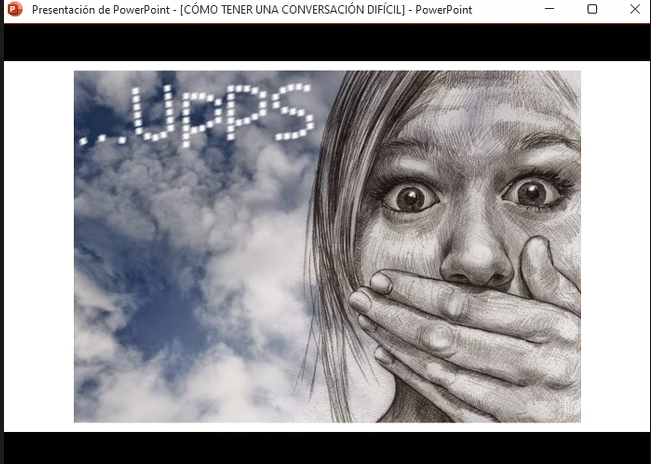 Presentación de PowerPoint - [CÓMO TENER UNA CONVERSACIÓN DIFÍCIL] - PowerPoint
...UPPS